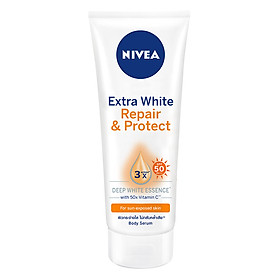 NIVEA
Extra White
Repair
& Protect
3x
50
DEEP WHITE ESSENCE
with 50x Vitamin C
For sun-exposed skin
Body Serum